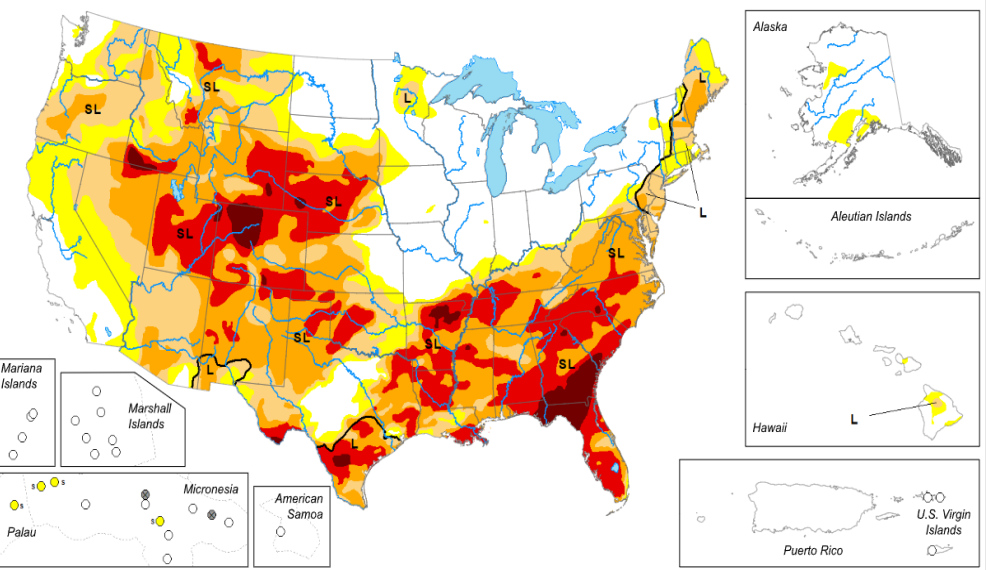 Alaska
L
SL
L
SL
Aleutian Islands
SL
SL
L
SL
SL
SL
Mariana
Islands
L
SL
Marshall
Islands
L
Hawaii
L
s
s
s
Micronesia
s
American
Samoa
U.S. Virgin
Islands
Palau
Puerto Rico